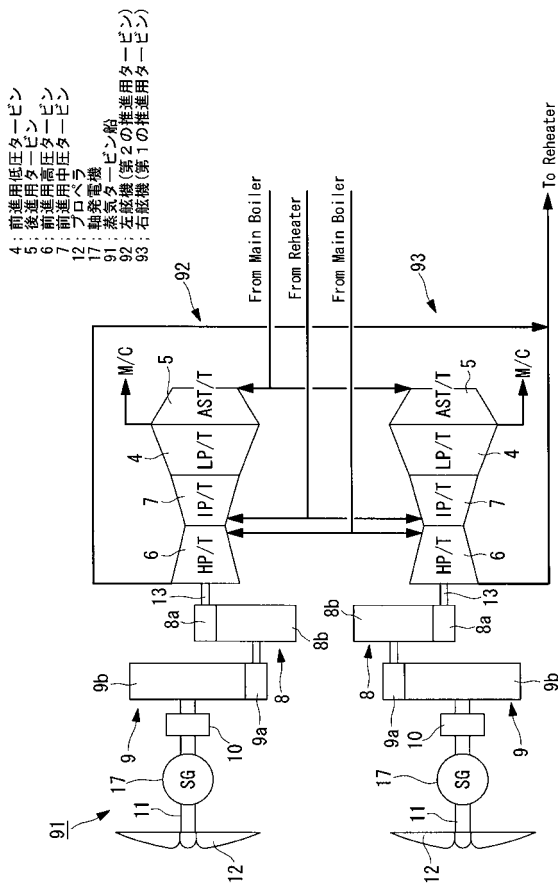 4 ; 前進用低圧タービン
5 ; 後進用タービン
6 ; 前進用高圧タービン
7 ; 前進用中圧タービン
12 ; プロペラ
17 ; 軸発電機
91 ; 蒸気タービン船
92 ; 左舷機(第2の推進用タービン)
93 ; 右舷機(第1の推進用タービン)
91
92
M/C
5
4
7
6
AST/T
LP/T
IP/T
HP/T
13
8a
8b
8
9b
9a
9
10
17
SG
11
12
From Main Boiler
From Reheater
From Main Boiler
93
M/C
5
4
7
6
AST/T
LP/T
IP/T
HP/T
13
8b
8a
8
9a
9b
9
10
17
SG
11
12
To Reheater